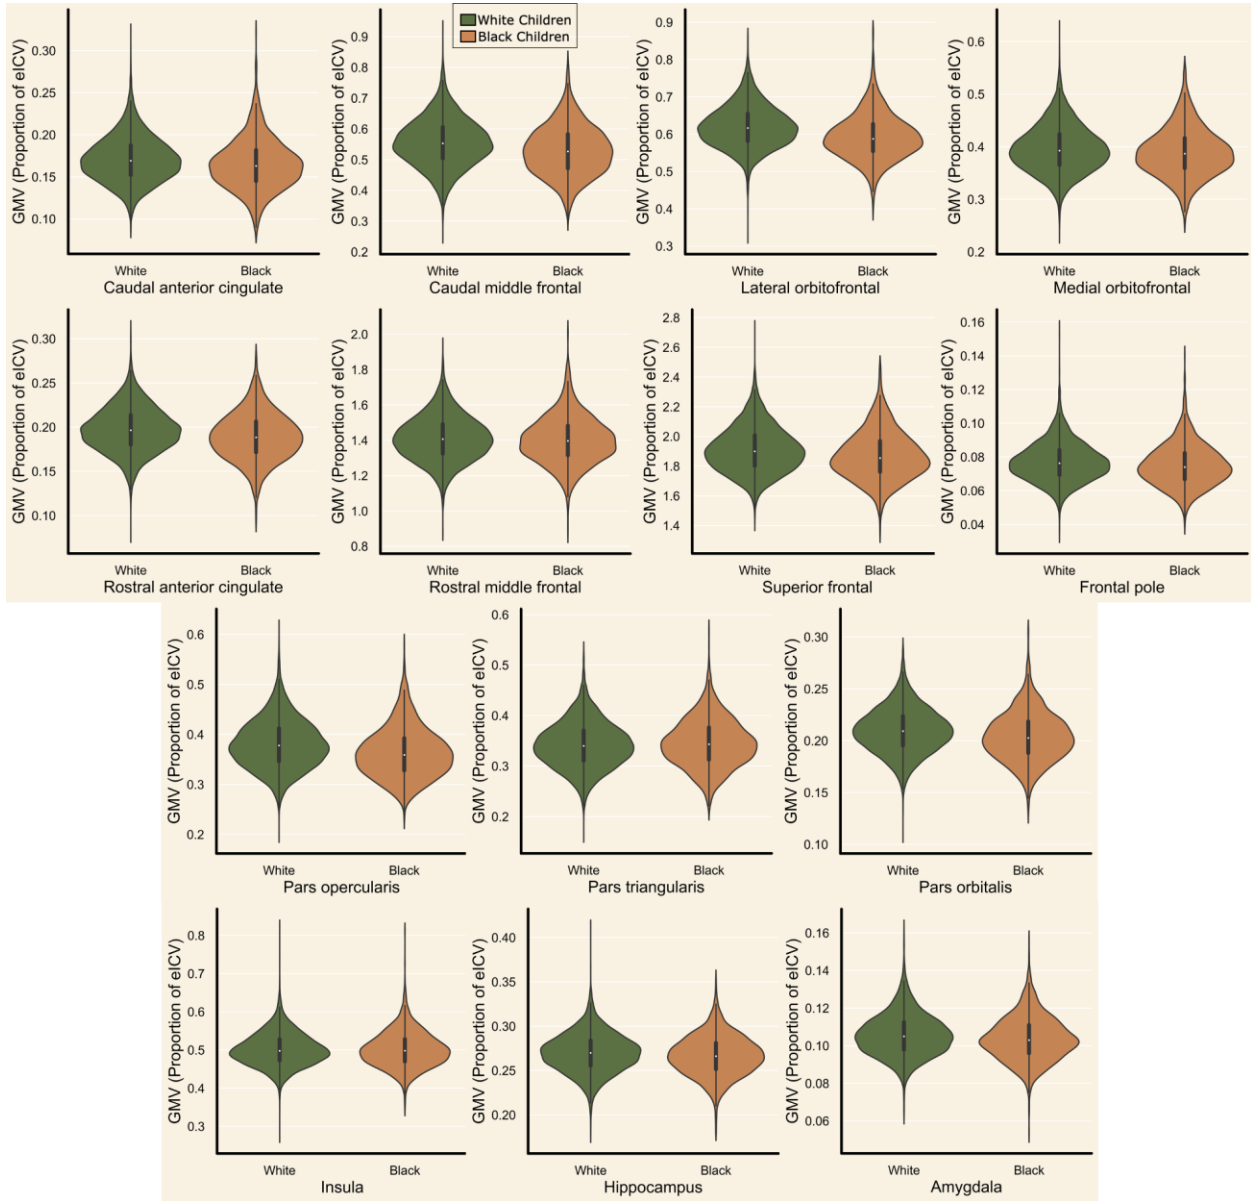 White Children
Black Children
GMV (Proportion of eICV)
0.30
0.25
0.20
0.15
0.10
White Black
Caudal anterior cingulate
GMV (Proportion of eICV)
0.9
0.8
0.7
0.6
0.5
0.4
0.3
0.2
White Black
Caudal middle frontal
GMV (Proportion of eICV)
0.9
0.8
0.7
0.6
0.5
0.4
0.3
White Black
Lateral orbitofrontal
GMV (Proportion of eICV)
0.6
0.5
0.4
0.3
0.2
White Black
Medial orbitofrontal
GMV (Proportion of eICV)
0.30
0.25
0.20
0.15
0.10
White Black
Rostral anterior cingulate
GMV (Proportion of eICV)
2.0
1.8
1.6
1.4
1.2
1.0
0.8
White Black
Rostral middle frontal
GMV (Proportion of eICV)
2.8
2.6
2.4
2.2
2.0
1.8
1.6
1.4
White Black
Superior frontal
GMV (Proportion of eICV)
0.16
0.14
0.12
0.10
0.08
0.06
0.04
White Black
Frontal pole
GMV (Proportion of eICV)
0.6
0.5
0.4
0.3
0.2
White Black
Pars opercularis
GMV (Proportion of eICV)
0.6
0.5
0.4
0.3
0.2
White Black
Pars triangularis
GMV (Proportion of eICV)
0.30
0.25
0.20
0.15
0.10
White Black
Pars orbitalis
GMV (Proportion of eICV)
0.8
0.7
0.6
0.5
0.4
0.3
White Black
Insula
GMV (Proportion of eICV)
0.40
0.35
0.30
0.25
0.20
White Black
Hippocampus
GMV (Proportion of eICV)
0.16
0.14
0.12
0.10
0.08
0.06
White Black
Amygdala